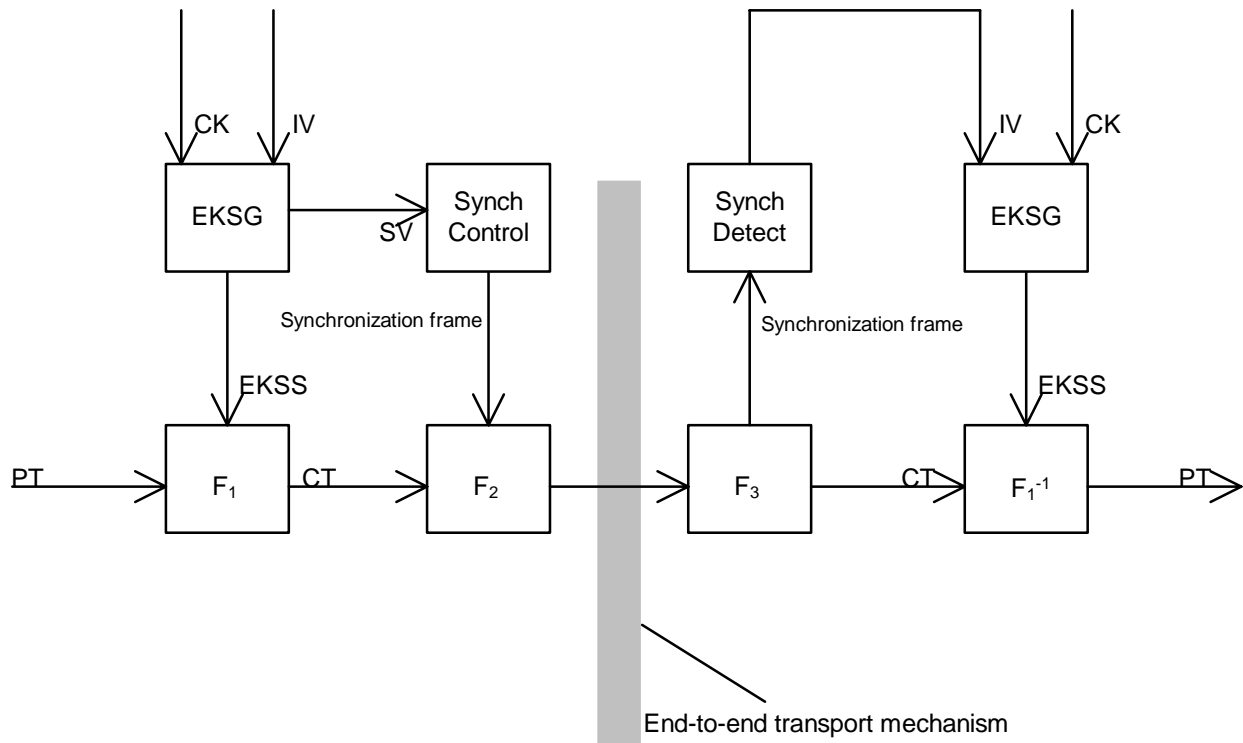 CK
IV
IV
CK
EKSG
SV
Synch
Control
Synch
Detect
EKSG
Synchronization frame
Synchronization frame
EKSS
EKSS
PT
F₁
CT
F₂
F₃
CT
F₁⁻¹
PT
End-to-end transport mechanism